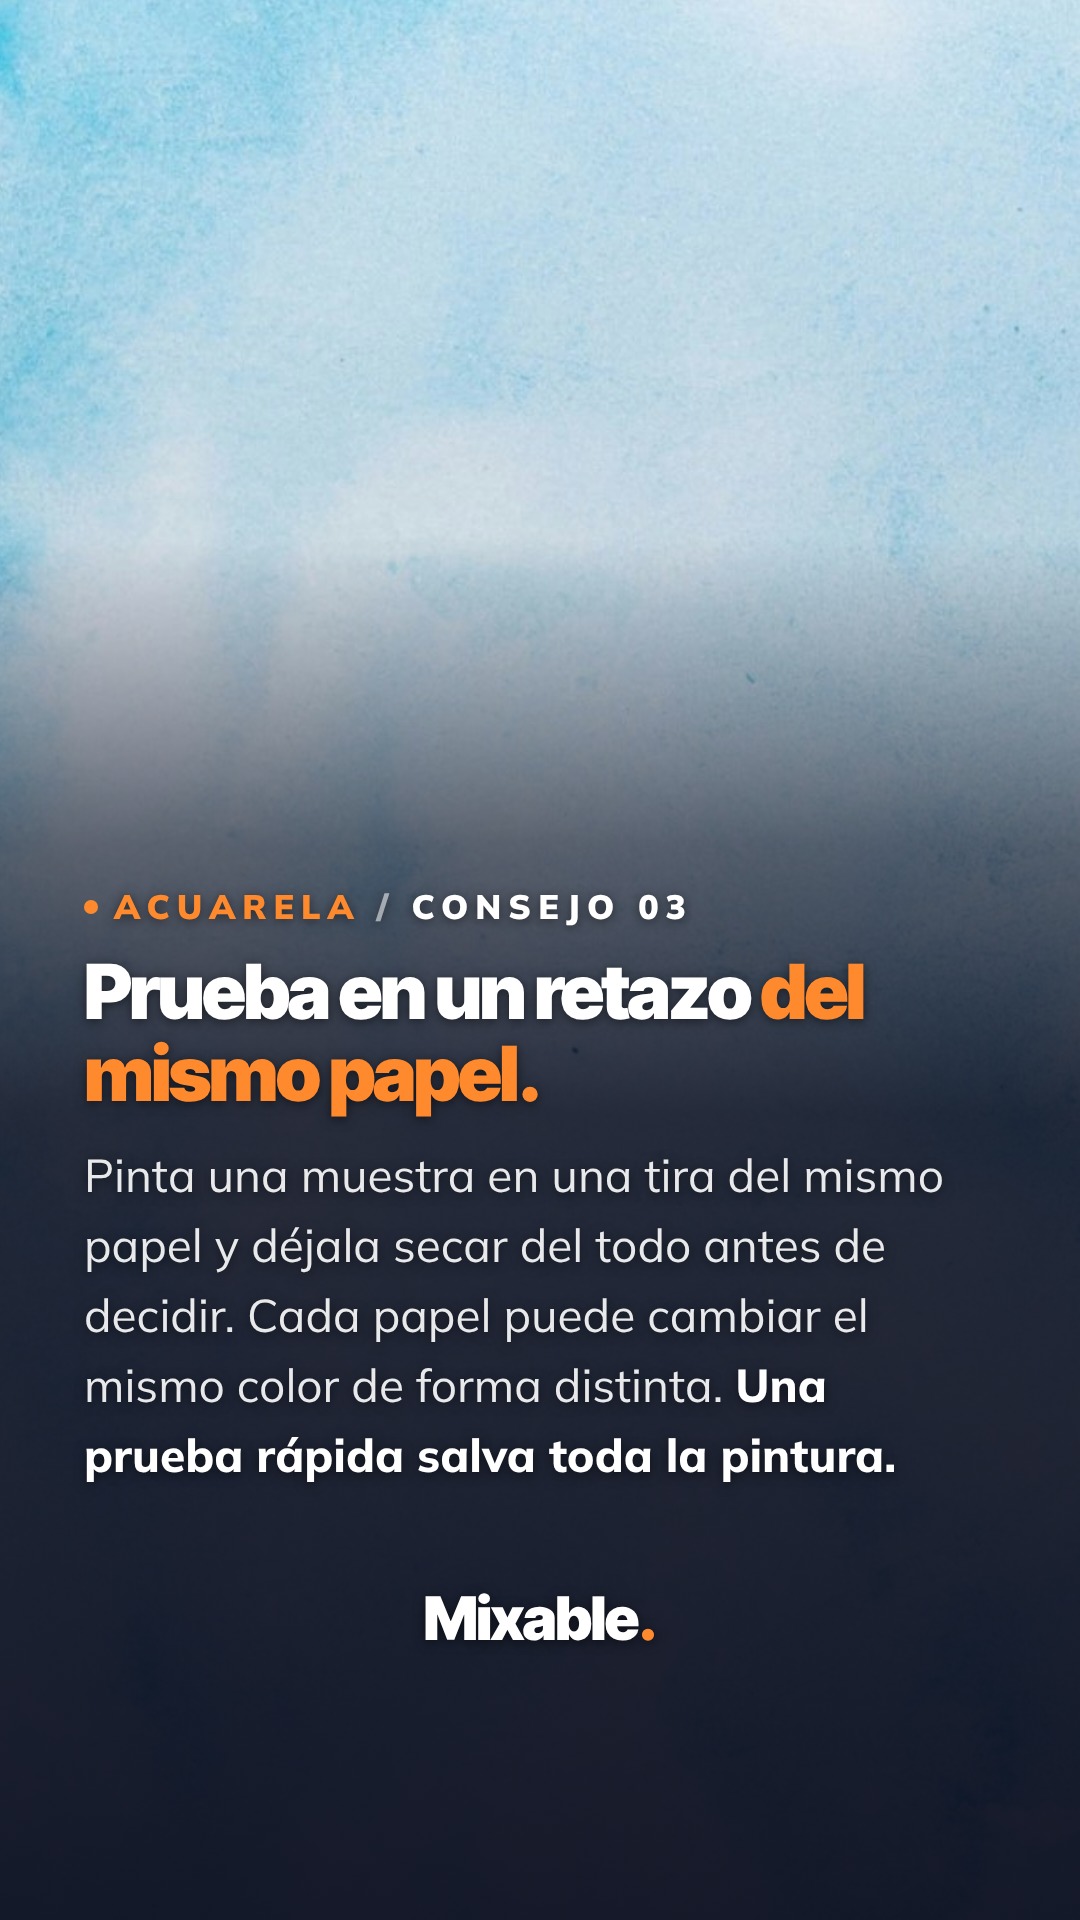 • ACUARELA / CONSEJO 03
Prueba en un retazo del
mismo papel.
Pinta una muestra en una tira del mismo
papel y déjala secar del todo antes de
decidir. Cada papel puede cambiar el
mismo color de forma distinta. Una
prueba rápida salva toda la pintura.
Mixable.